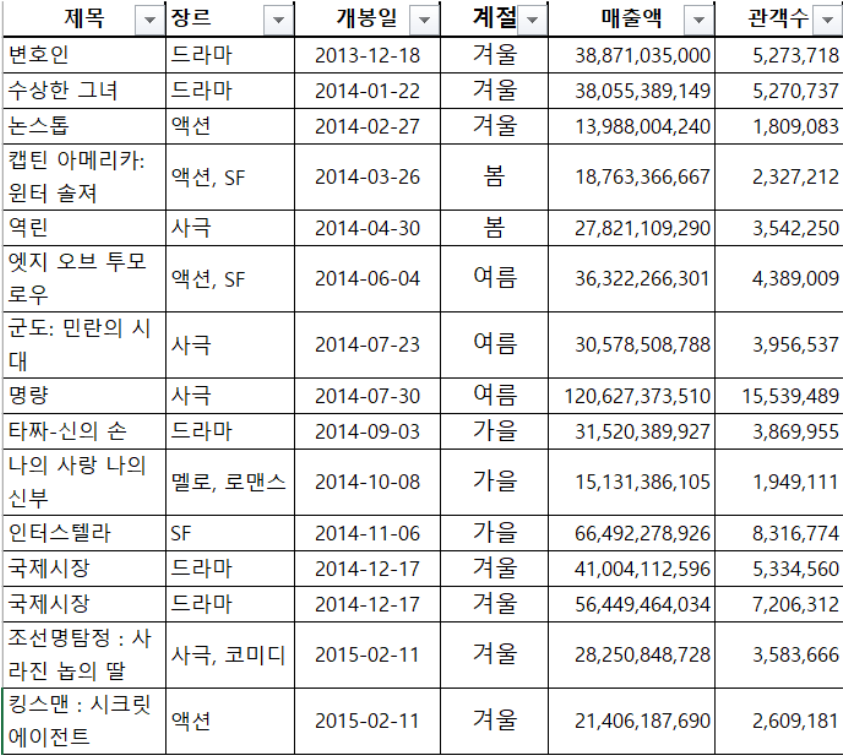 제목 장르 개봉일 계절 매출액 관객수
변호인 드라마 2013-12-18 겨울 38,871,035,000 5,273,718
수상한 그녀 드라마 2014-01-22 겨울 38,055,389,149 5,270,737
논스톱 액션 2014-02-27 겨울 13,988,004,240 1,809,083
캡틴 아메리카:
윈터 솔져 액션, SF 2014-03-26 봄 18,763,366,667 2,327,212
역린 사극 2014-04-30 봄 27,821,109,290 3,542,250
엣지 오브 투모
로우 액션, SF 2014-06-04 여름 36,322,266,301 4,389,009
군도: 민란의 시
대 사극 2014-07-23 여름 30,578,508,788 3,956,537
명량 사극 2014-07-30 여름 120,627,373,510 15,539,489
타짜-신의 손 드라마 2014-09-03 가을 31,520,389,927 3,869,955
나의 사랑 나의
신부 멜로, 로맨스 2014-10-08 가을 15,131,386,105 1,949,111
인터스텔라 SF 2014-11-06 가을 66,492,278,926 8,316,774
국제시장 드라마 2014-12-17 겨울 41,004,112,596 5,334,560
국제시장 드라마 2014-12-17 겨울 56,449,464,034 7,206,312
조선명탐정 : 사
라진 놉의 딸 사극, 코미디 2015-02-11 겨울 28,250,848,728 3,583,666
킹스맨 : 시크릿
에이전트 액션 2015-02-11 겨울 21,406,187,690 2,609,181